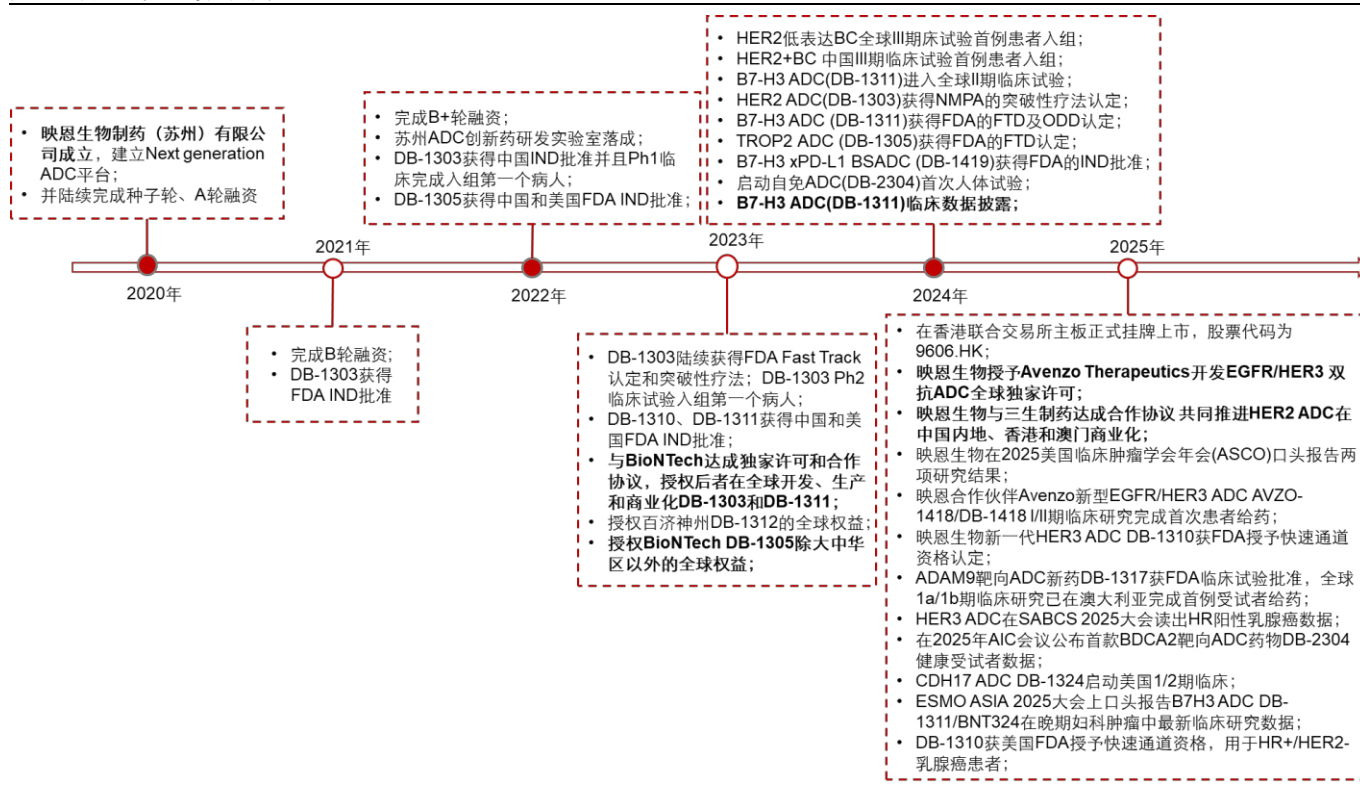 • 映恩生物制药（苏州）有限公
司成立，建立Next generation
ADC平台；
• 并陆续完成种子轮、A轮融资
• 完成B+轮融资；
• 苏州ADC创新药研发实验室落成；
• DB-1303获得中国IND批准并且Ph1临
床完成入组第一个病人；
• DB-1305获得中国和美国FDA IND批准；
• HER2低表达BC全球III期床试验首例患者入组；
• HER2+BC 中国III期临床试验首例患者入组；
• B7-H3 ADC(DB-1311)进入全球II期临床试验；
• HER2 ADC(DB-1303)获得NMPA的突破性疗法认定；
• B7-H3 ADC (DB-1311)获得FDA的FTD及ODD认定；
• TROP2 ADC (DB-1305)获得FDA的FTD认定；
• B7-H3 xPD-L1 BSADC (DB-1419)获得FDA的IND批准；
• 启动自免ADC(DB-2304)首次人体试验；
• B7-H3 ADC(DB-1311)临床数据披露；
2020年
2021年
2022年
2023年
2024年
2025年
• 完成B轮融资;
• DB-1303获得
FDA IND批准
• DB-1303陆续获得FDA Fast Track
认定和突破性疗法；DB-1303 Ph2
临床试验入组第一个病人；
• DB-1310、DB-1311获得中国和美
国FDA IND批准；
• 与BioNTech达成独家许可和合作
协议，授权后者在全球开发、生产
和商业化DB-1303和DB-1311；
• 授权百济神州DB-1312的全球权益；
• 授权BioNTech DB-1305除大中华
区以外的全球权益；
• 在香港联合交易所主板正式挂牌上市，股票代码为
9606.HK；
• 映恩生物授予Avenzo Therapeutics开发EGFR/HER3 双
抗ADC全球独家许可；
• 映恩生物与三生制药达成合作协议 共同推进HER2 ADC在
中国内地、香港和澳门商业化；
• 映恩生物在2025美国临床肿瘤学会年会(ASCO)口头报告两
项研究结果；
• 映恩合作伙伴Avenzo新型EGFR/HER3 ADC AVZO-
1418/DB-1418 I/II期临床研究完成首次患者给药；
• 映恩生物新一代HER3 ADC DB-1310获FDA授予快速通道
资格认定；
• ADAM9靶向ADC新药DB-1317获FDA临床试验批准，全球
1a/1b期临床研究已在澳大利亚完成首例受试者给药；
• HER3 ADC在SABCS 2025大会读出HR阳性乳腺癌数据；
• 在2025年AIC会议公布首款BDCA2靶向ADC药物DB-2304
健康受试者数据；
• CDH17 ADC DB-1324启动美国1/2期临床；
• ESMO ASIA 2025大会上口头报告B7H3 ADC DB-
1311/BNT324在晚期妇科肿瘤中最新临床研究数据；
• DB-1310获美国FDA授予快速通道资格，用于HR+/HER2-
乳腺癌患者；